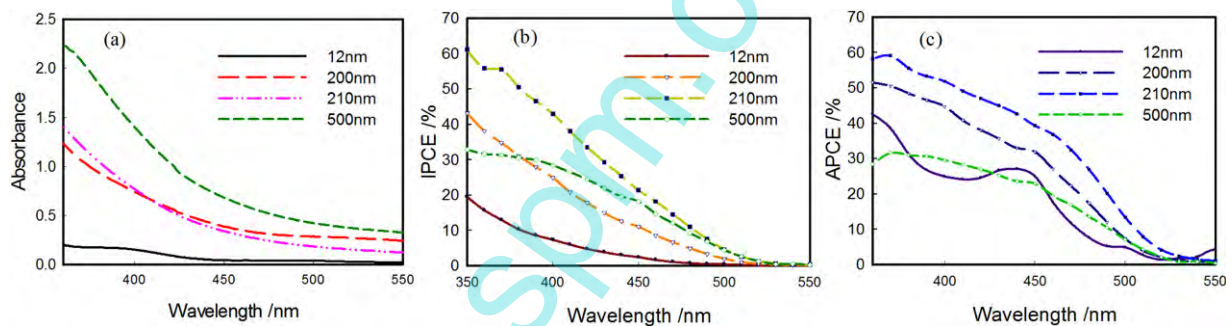 (a)
12nm
200nm
210nm
500nm
2.5
2.0
1.5
1.0
0.5
0.0
Absorbance
400
450
500
550
Wavelength /nm
(b)
12nm
200nm
210nm
500nm
70
60
50
40
30
20
10
0
IPCE /%
350
400
450
500
550
Wavelength /nm
(c)
12nm
200nm
210nm
500nm
70
60
50
40
30
20
10
0
APCE /%
400
450
500
550
Wavelength /nm
spm.c